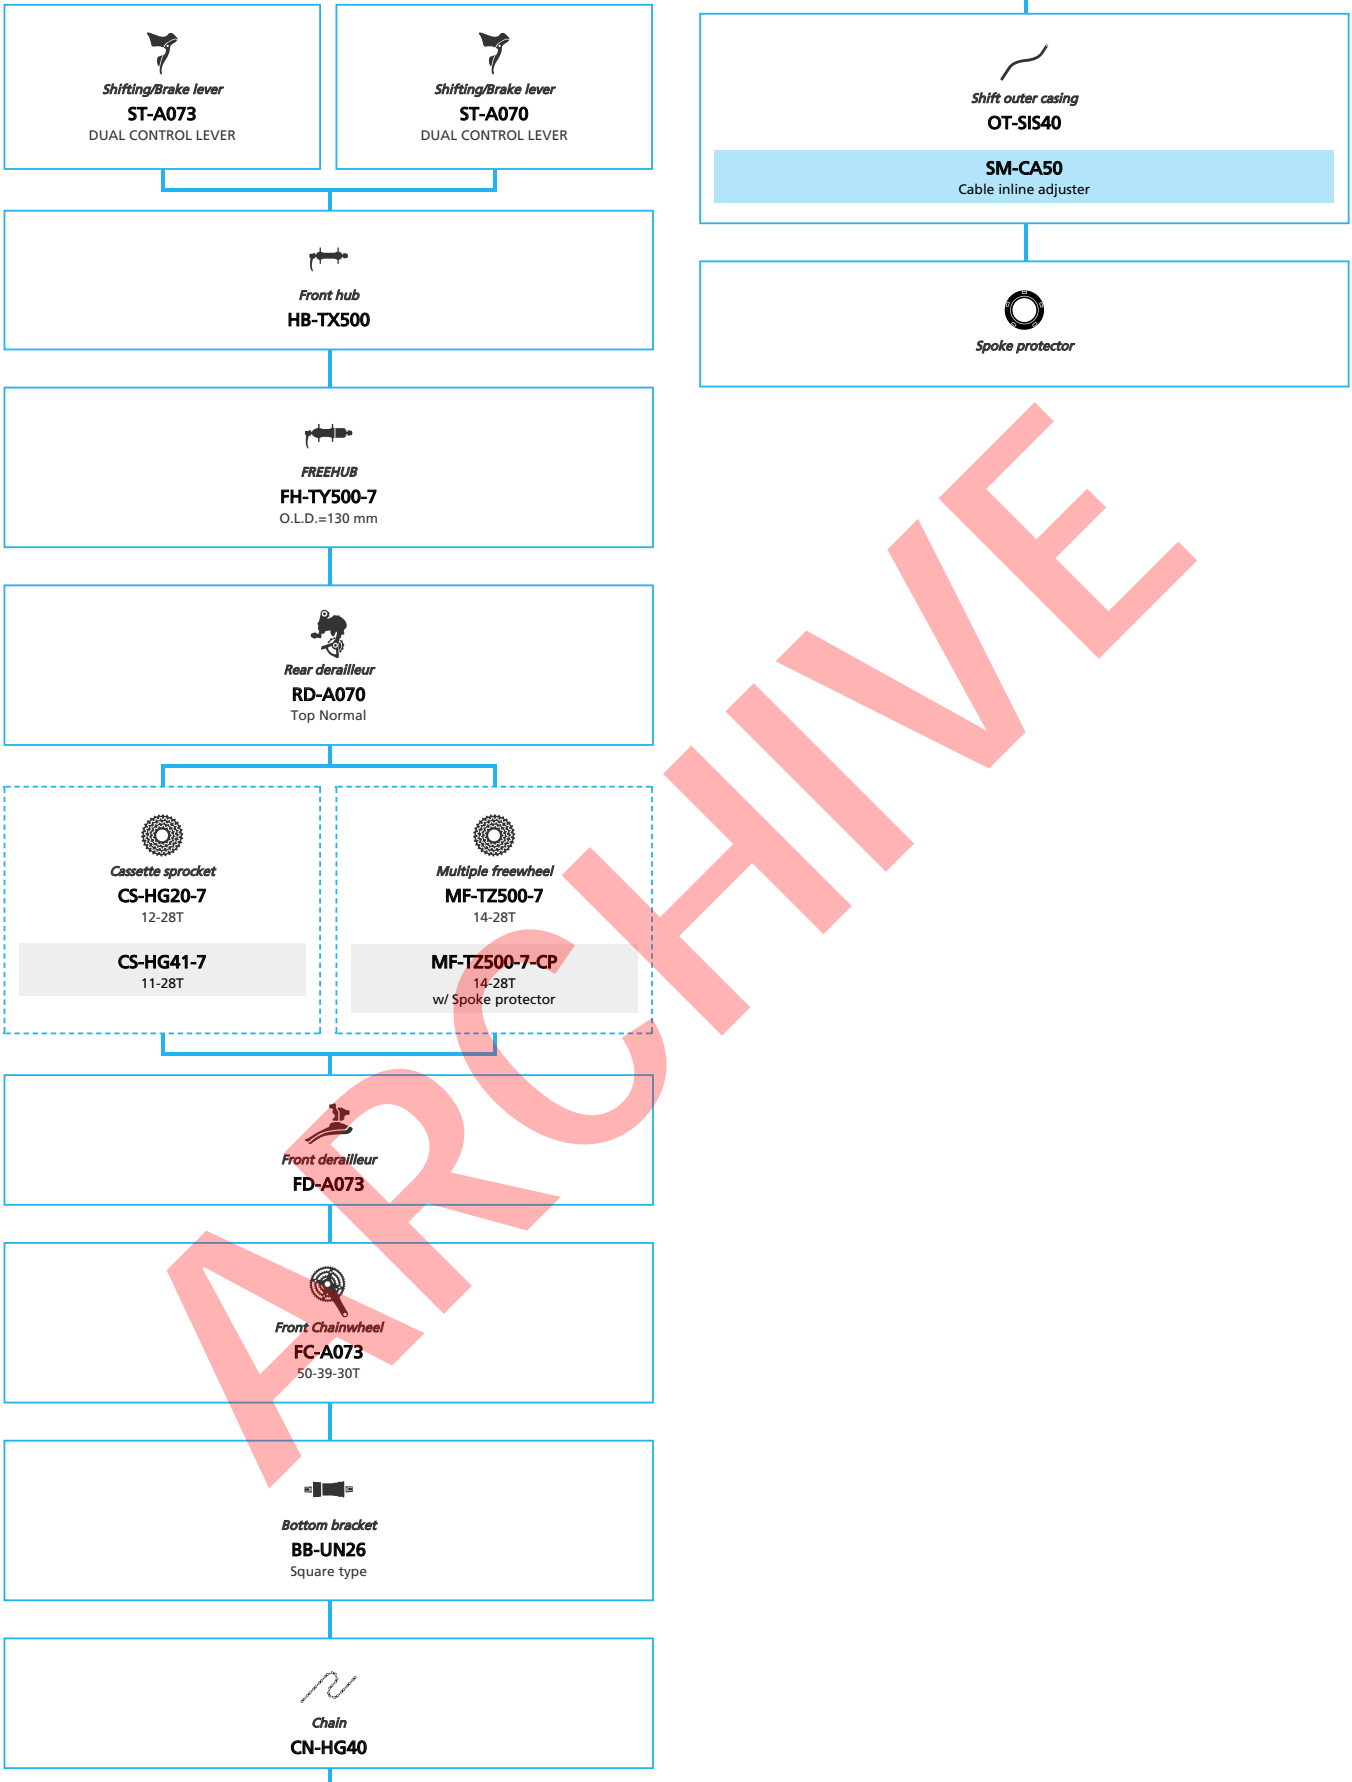 Shifting/Brake lever
ST-A073
DUAL CONTROL LEVER
Shifting/Brake lever
ST-A070
DUAL CONTROL LEVER
Front hub
HB-TX500
FREEHUB
FH-TY500-7
O.L.D.=130 mm
Rear derailleur
RD-A070
Top Normal
Cassette sprocket
CS-HG20-7
12-28T
CS-HG41-7
11-28T
Multiple freewheel
MF-TZ500-7
14-28T
MF-TZ500-7-CP
14-28T
w/ Spoke protector
Front derailleur
FD-A073
Front Chainwheel
FC-A073
50-39-30T
Bottom bracket
BB-UN26
Square type
Chain
CN-HG40
Shift outer casing
OT-SIS40
SM-CA50
Cable inline adjuster
Spoke protector
ARCHIVE